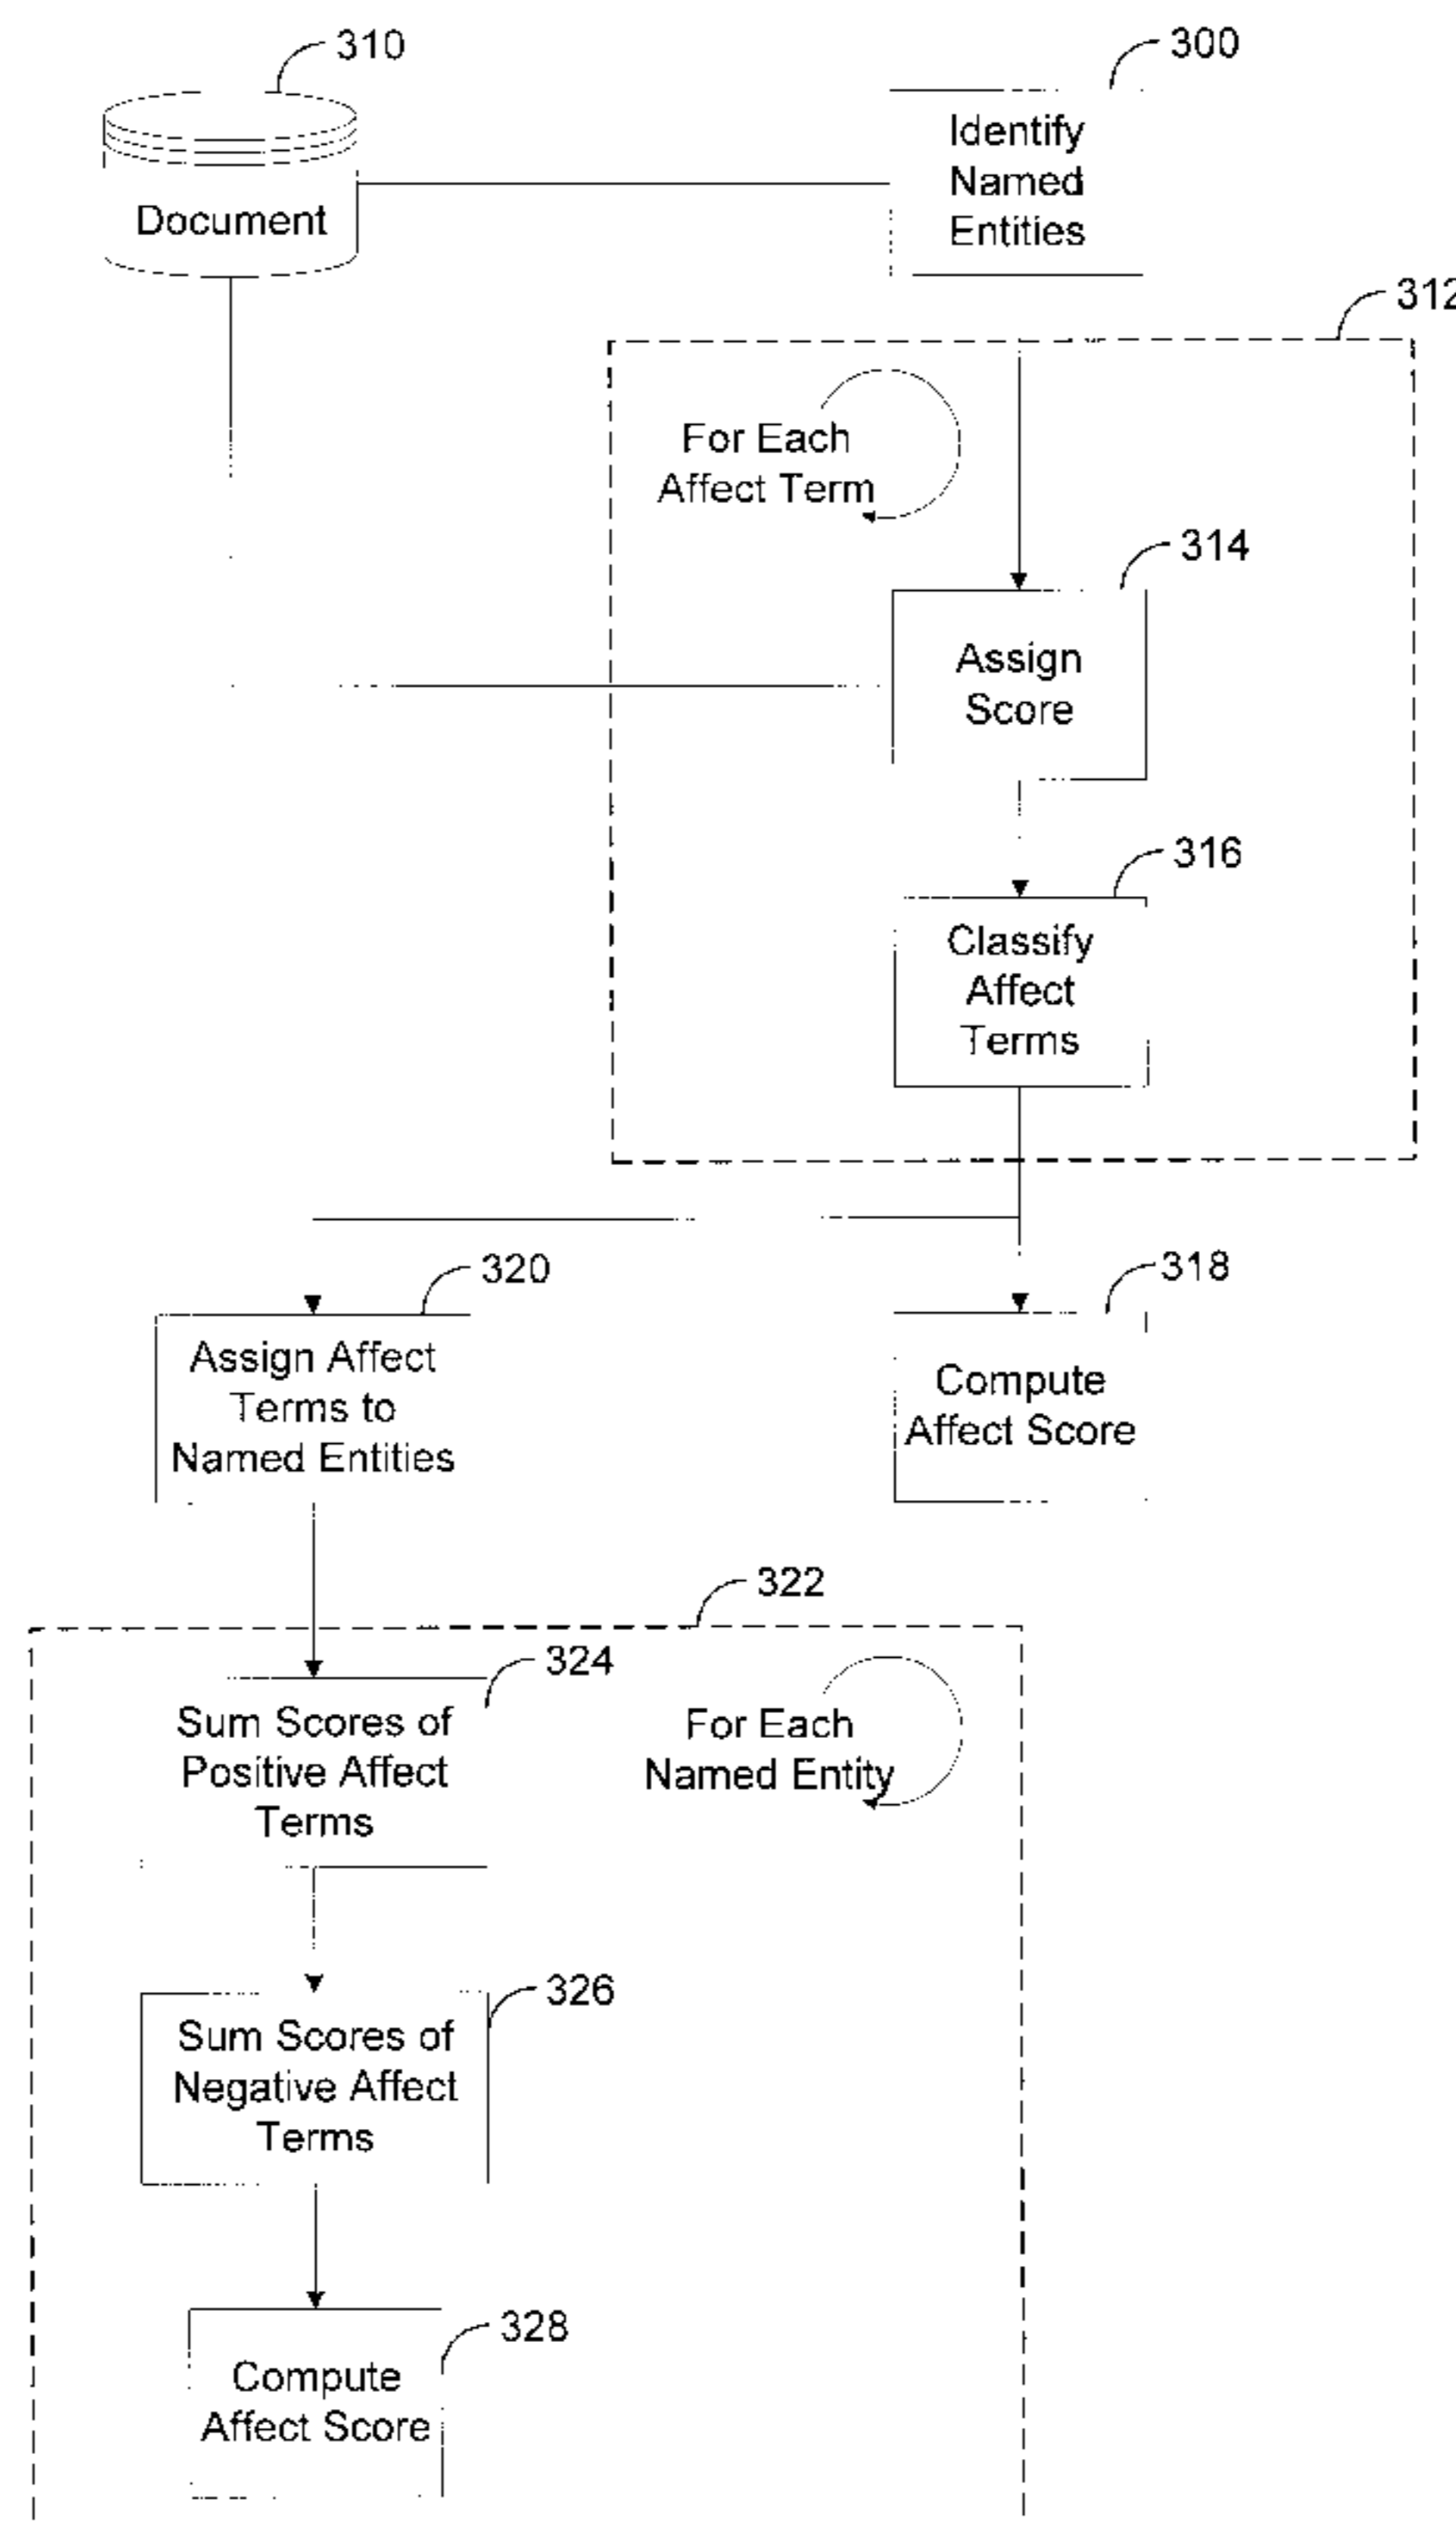 310
300
Document
Identify
Named
Entities
312
For Each
Affect Term
314
Assign
Score
316
Classify
Affect
Terms
320
318
Assign Affect
Terms to
Named Entities
Compute
Affect Score
322
324
Sum Scores of
Positive Affect
Terms
For Each
Named Entity
326
Sum Scores of
Negative Affect
Terms
328
Compute
Affect Score